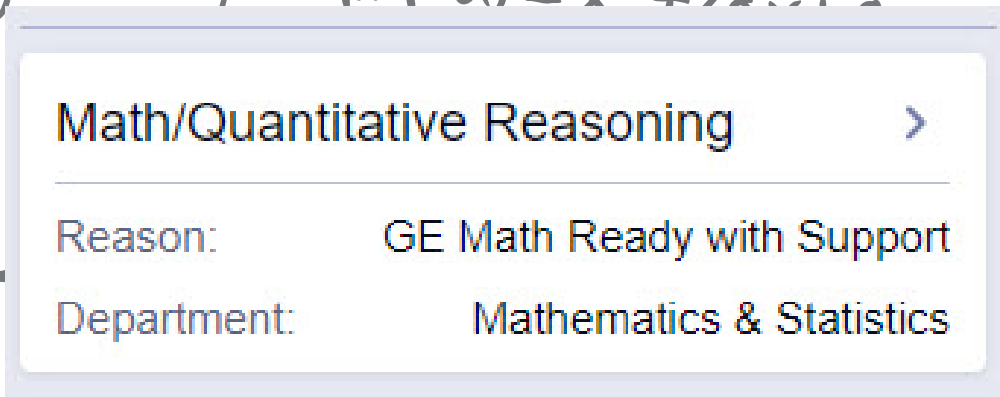 Math/Quantitative Reasoning
Reason: GE Math Ready with Support
Department: Mathematics & Statistics